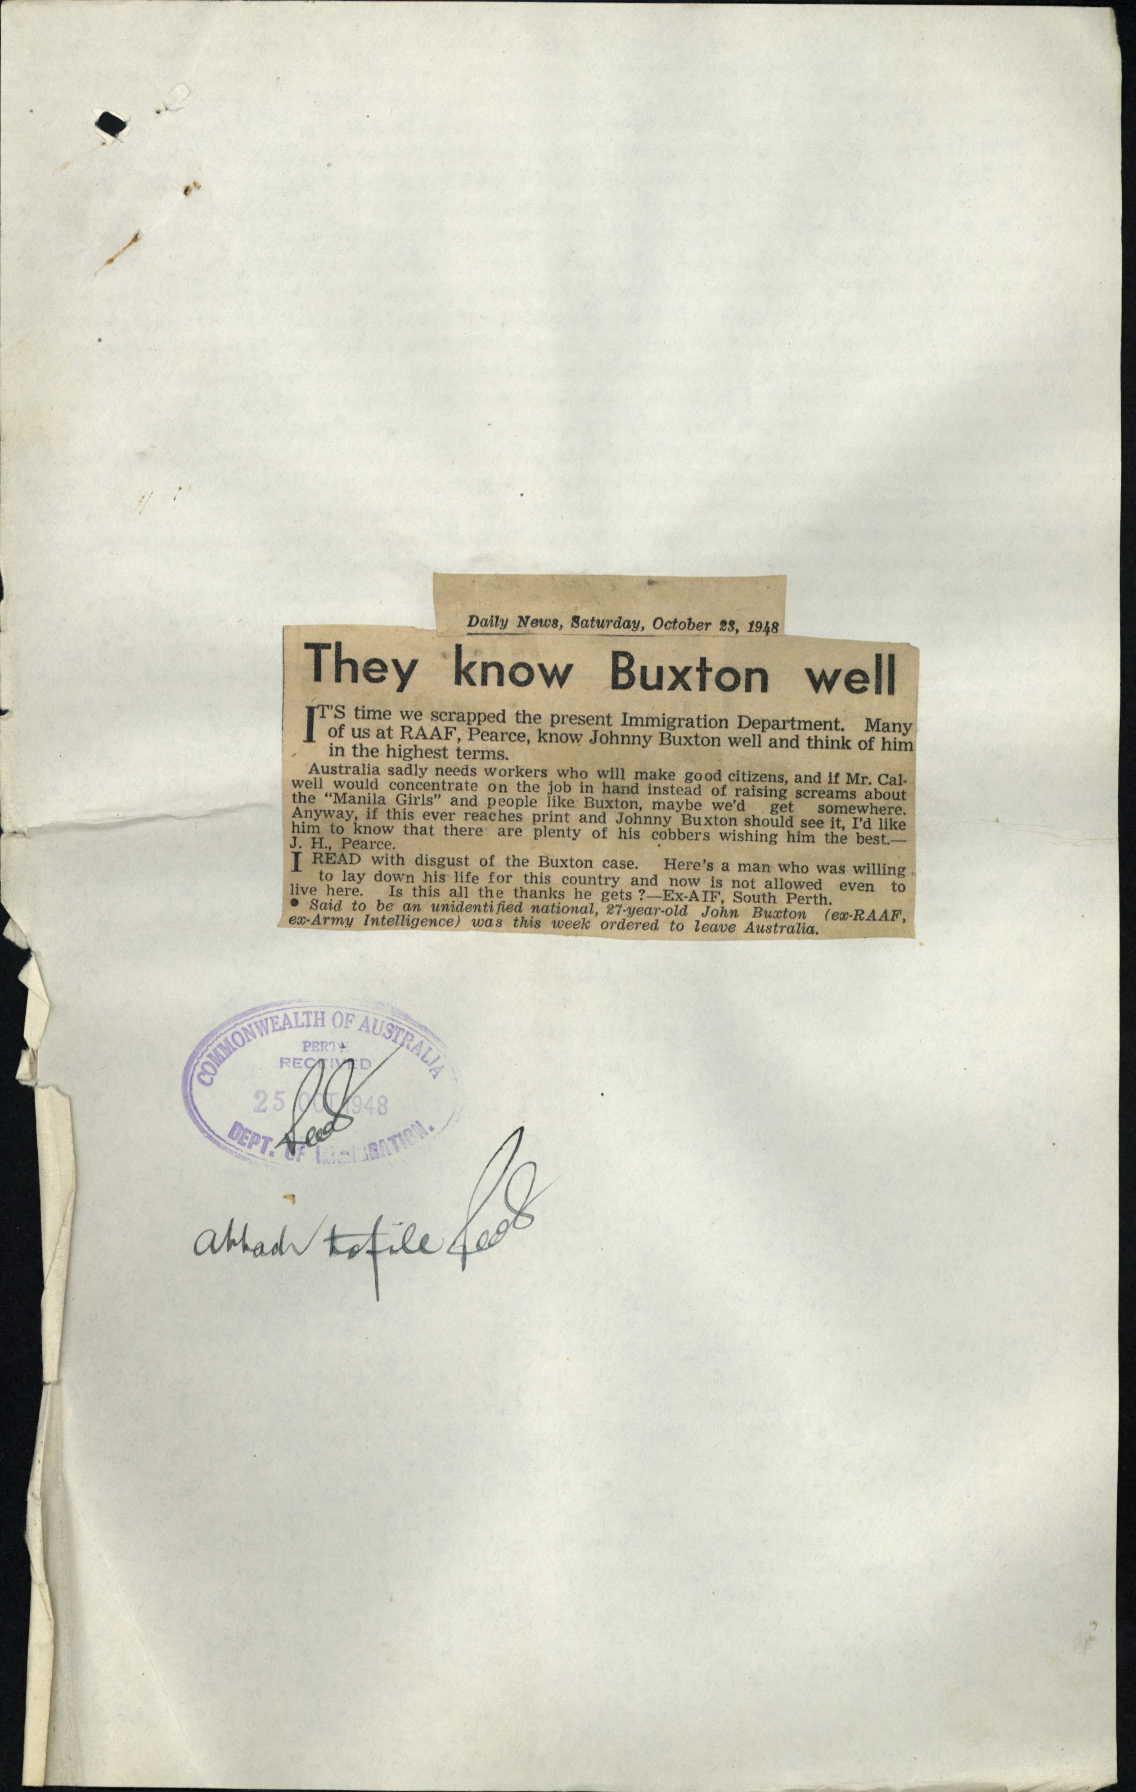 Daily News, Saturday, October 23, 1948
They know Buxton well
IT'S time we scrapped the present Immigration Department. Many
of us at RAAF, Pearce, know Johnny Buxton well and think of him
in the highest terms.
Australia sadly needs workers who will make good citizens, and if Mr. Cal-
well would concentrate on the job in hand instead of raising screams about
the "Manila Girls" and people like Buxton, maybe we'd get somewhere.
Anyway, if this ever reaches print and Johnny Buxton should see it, I'd like
him to know that there are plenty of his cobbers wishing him the best.—
J. H., Pearce.
I READ with disgust of the Buxton case. Here's a man who was willing
to lay down his life for this country and now is not allowed even to
live here. Is this all the thanks he gets?—Ex-AIF, South Perth.
• Said to be an unidentified national, 27-year-old John Buxton (ex-RAAF,
ex-Army Intelligence) was this week ordered to leave Australia.
COMMONWEALTH OF AUSTRALIA
PERTH
RECEIVED
25 OCT 1948
DEPT. OF IMMIGRATION.
attach to file